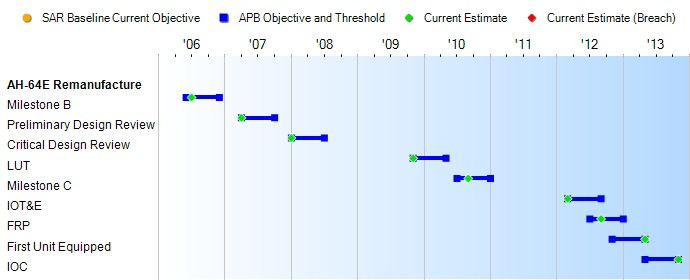 SAR Baseline Current Objective APB Objective and Threshold Current Estimate Current Estimate (Breach)
'06 '07 '08 '09 '10 '11 '12 '13
AH-64E Remanufacture
Milestone B
Preliminary Design Review
Critical Design Review
LUT
Milestone C
IOT&E
FRP
First Unit Equipped
IOC